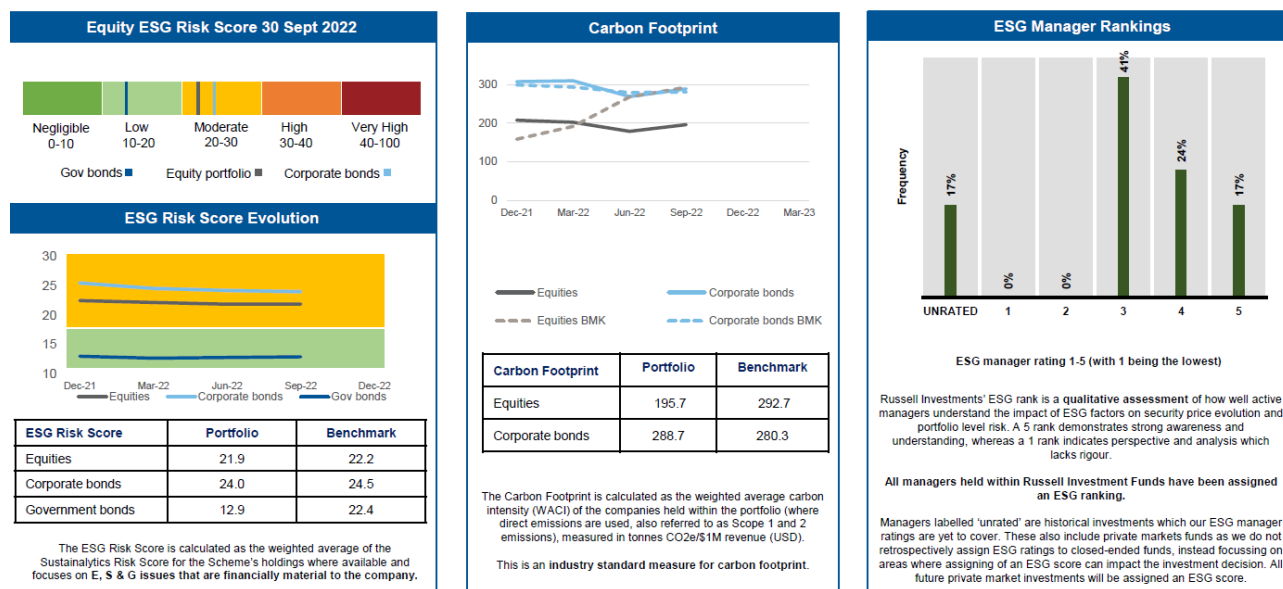 Equity ESG Risk Score 30 Sept 2022
Negligible
0-10
Low
10-20
Moderate
20-30
High
30-40
Very High
40-100
Gov bonds
Equity portfolio
Corporate bonds
ESG Risk Score Evolution
30
25
20
15
10
Dec-21
Mar-22
Jun-22
Sep-22
Dec-22
Equities
Corporate bonds
Gov bonds
ESG Risk Score Portfolio Benchmark
Equities 21.9 22.2
Corporate bonds 24.0 24.5
Government bonds 12.9 22.4
The ESG Risk Score is calculated as the weighted average of the
Sustainalytics Risk Score for the Scheme's holdings where available and
focuses on E, S & G issues that are financially material to the company.
Carbon Footprint
300
200
100
0
Dec-21
Mar-22
Jun-22
Sep-22
Dec-22
Mar-23
Equities
Corporate bonds
Equities BMK
Corporate bonds BMK
Carbon Footprint Portfolio Benchmark
Equities 195.7 292.7
Corporate bonds 288.7 280.3
The Carbon Footprint is calculated as the weighted average carbon
intensity (WACI) of the companies held within the portfolio (where
direct emissions are used, also referred to as Scope 1 and 2
emissions), measured in tonnes CO2e/$1M revenue (USD).
This is an industry standard measure for carbon footprint.
ESG Manager Rankings
Frequency
17%
0%
0%
41%
24%
17%
UNRATED
1
2
3
4
5
ESG manager rating 1-5 (with 1 being the lowest)
Russell Investments' ESG rank is a qualitative assessment of how well active
managers understand the impact of ESG factors on security price evolution and
portfolio level risk. A 5 rank demonstrates strong awareness and
understanding, whereas a 1 rank indicates perspective and analysis which
lacks rigour.
All managers held within Russell Investment Funds have been assigned
an ESG ranking.
Managers labelled 'unrated' are historical investments which our ESG manager
ratings are yet to cover. These also include private markets funds as we do not
retrospectively assign ESG ratings to closed-ended funds, instead focussing on
areas where assigning of an ESG score can impact the investment decision. All
future private market investments will be assigned an ESG score.